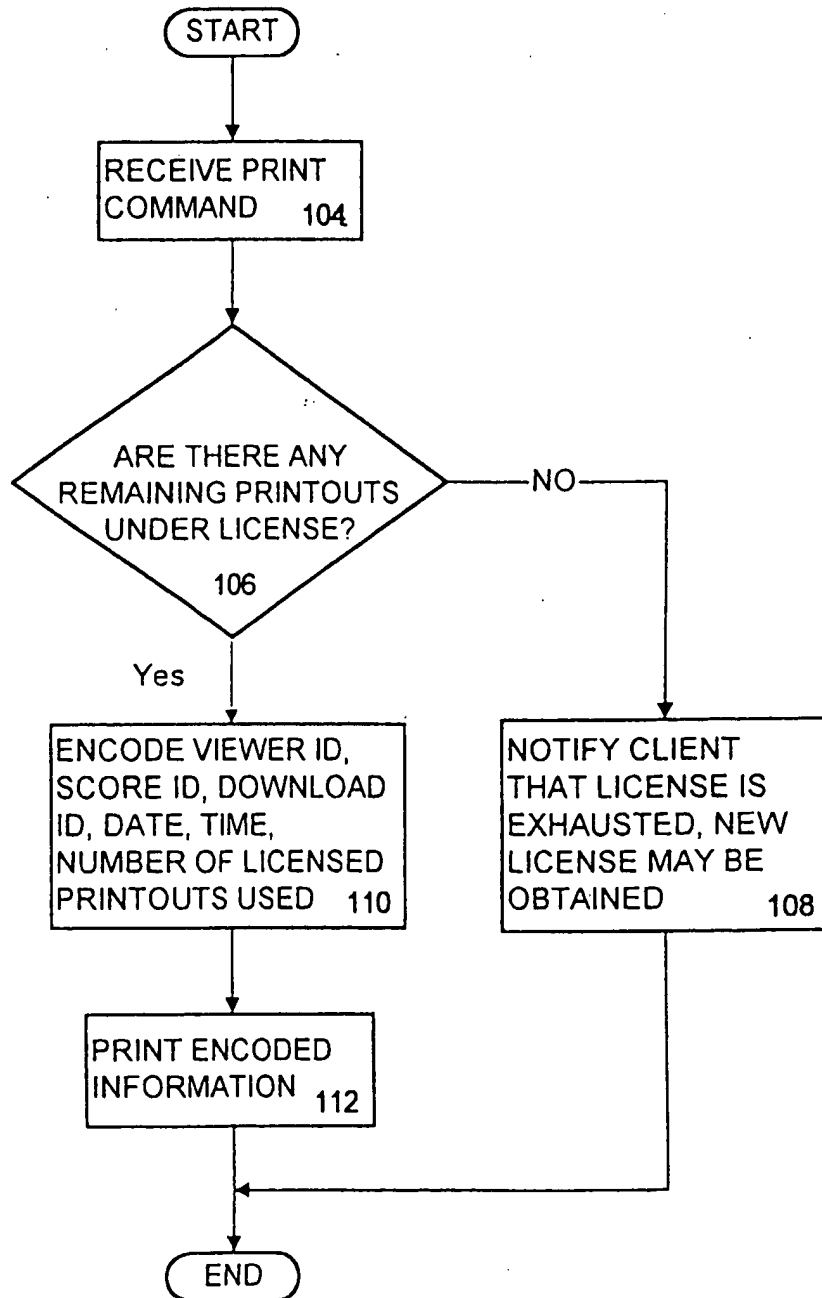 START
RECEIVE PRINT
COMMAND 104
ARE THERE ANY
REMAINING PRINTOUTS
UNDER LICENSE?
106
NO
Yes
ENCODE VIEWER ID,
SCORE ID, DOWNLOAD
ID, DATE, TIME,
NUMBER OF LICENSED
PRINTOUTS USED 110
NOTIFY CLIENT
THAT LICENSE IS
EXHAUSTED, NEW
LICENSE MAY BE
OBTAINED 108
PRINT ENCODED
INFORMATION 112
END